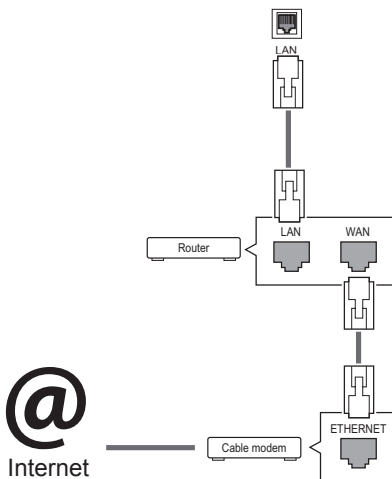 LAN
LAN WAN
Router
ETHERNET
@
Cable modem
Internet